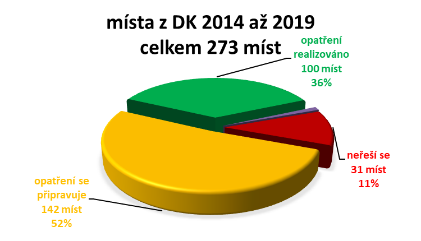 místa z DK 2014 až 2019
celkem 273 míst
opatření
realizováno
100 míst
36%
neřeší se
31 míst
11%
opatření se
připravuje
142 míst
52%